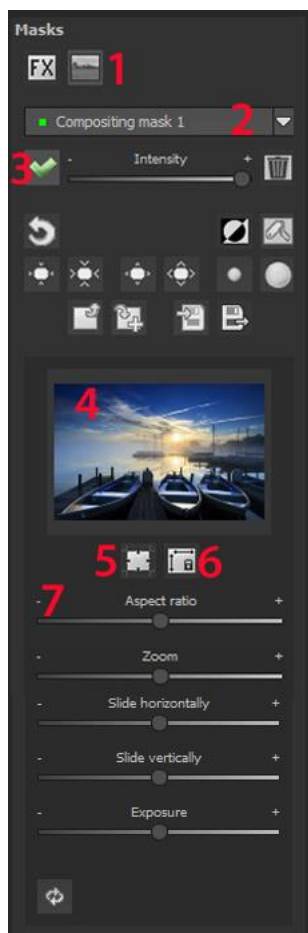 Masks
FX 1
Compositing mask 1 2
3 - Intensity +
4
5 6
7
- Aspect ratio +
- Zoom +
- Slide horizontally +
- Slide vertically +
- Exposure +